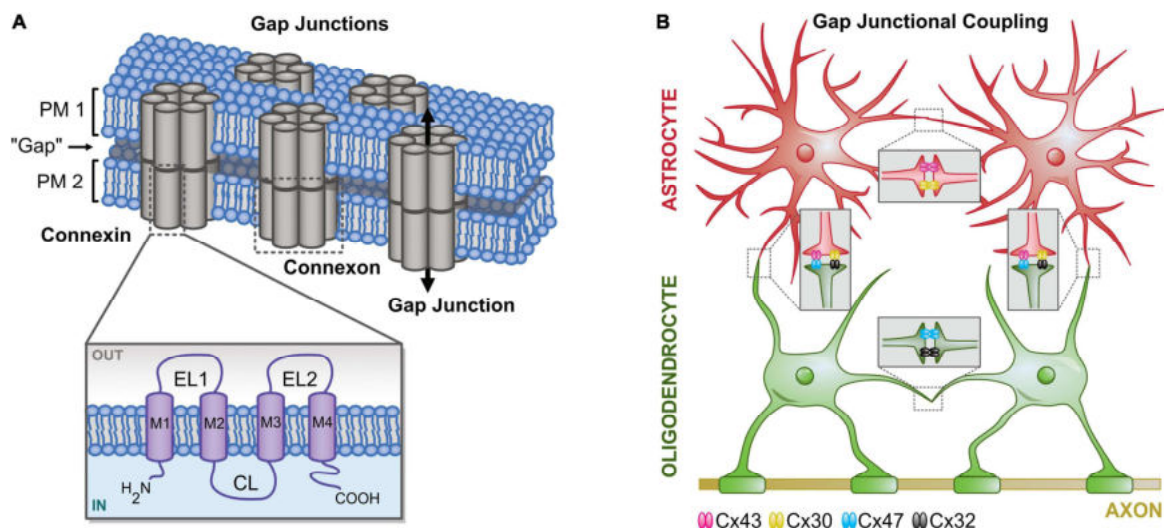 A
Gap Junctions
PM 1
"Gap"
PM 2
Connexin
Connexon
Gap Junction
OUT
EL1
EL2
M1
M2
M3
M4
H2N
CL
COOH
IN
B
Gap Junctional Coupling
ASTROCYTE
OLIGODENDROCYTE
AXON
Cx43 Cx30 Cx47 Cx32